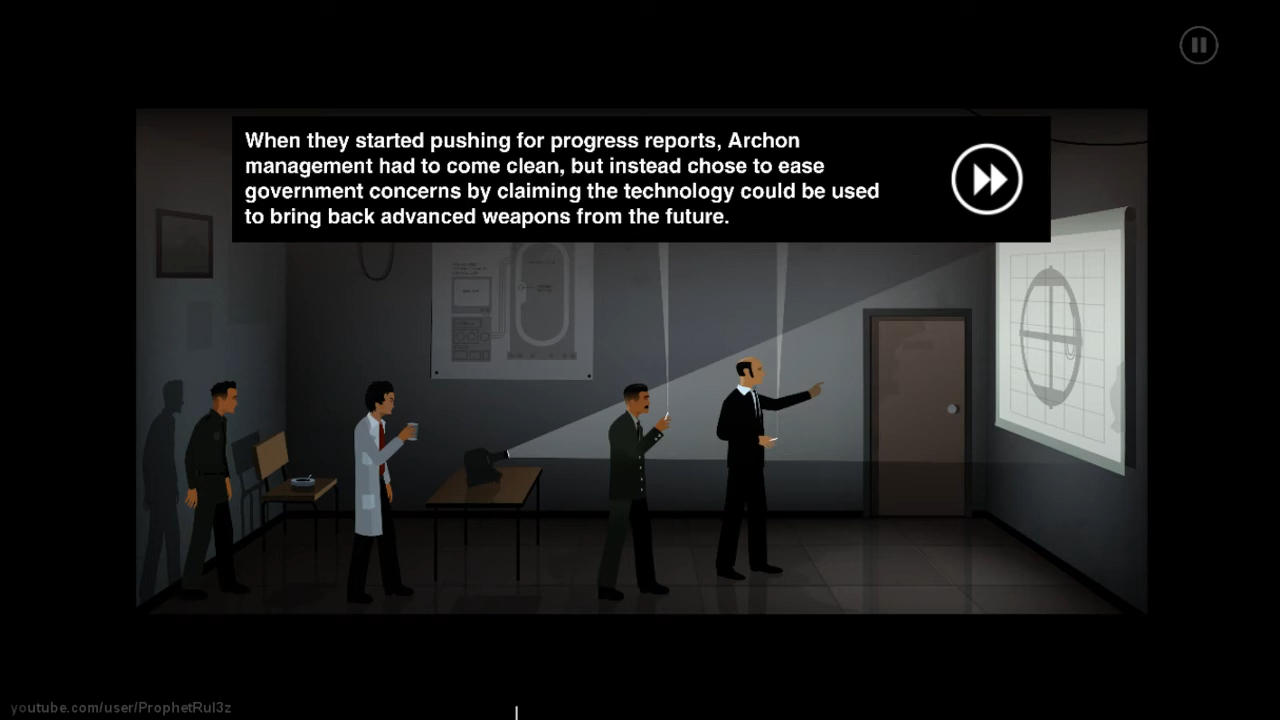 When they started pushing for progress reports, Archon
management had to come clean, but instead chose to ease
government concerns by claiming the technology could be used
to bring back advanced weapons from the future.
youtube.com/user/ProphetRul3z